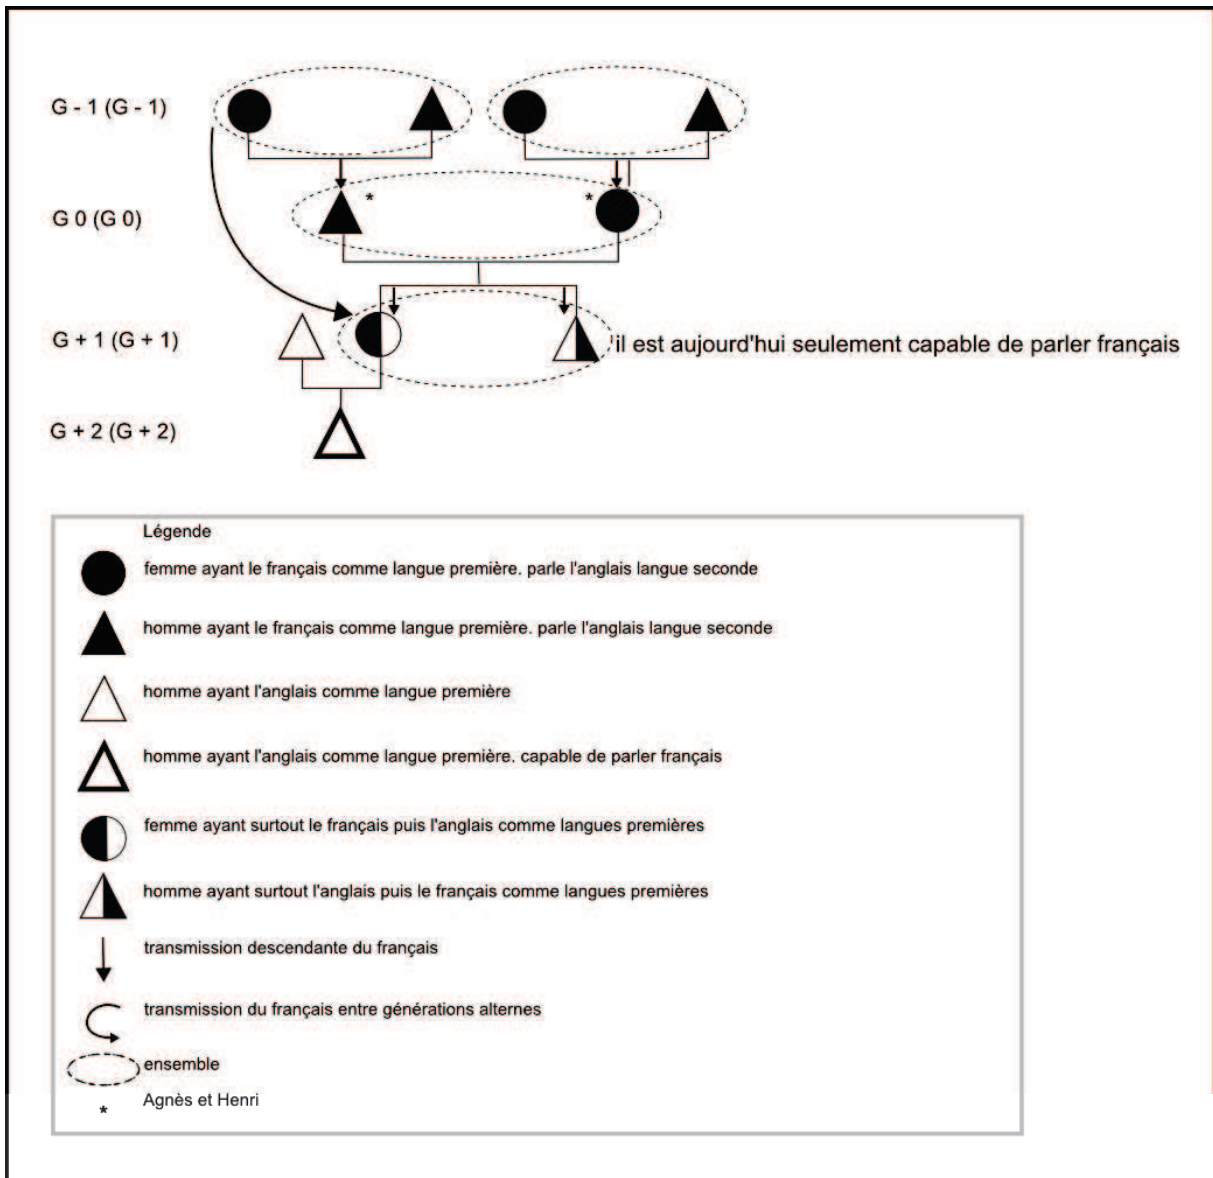 G - 1 (G - 1)
*
*
G 0 (G 0)
G + 1 (G + 1)
il est aujourd'hui seulement capable de parler français
G + 2 (G + 2)
Légende
femme ayant le français comme langue première. parle l'anglais langue seconde
homme ayant le français comme langue première. parle l'anglais langue seconde
homme ayant l'anglais comme langue première
homme ayant l'anglais comme langue première. capable de parler français
femme ayant surtout le français puis l'anglais comme langues premières
homme ayant surtout l'anglais puis le français comme langues premières
transmission descendante du français
transmission du français entre générations alternes
ensemble
* Agnès et Henri